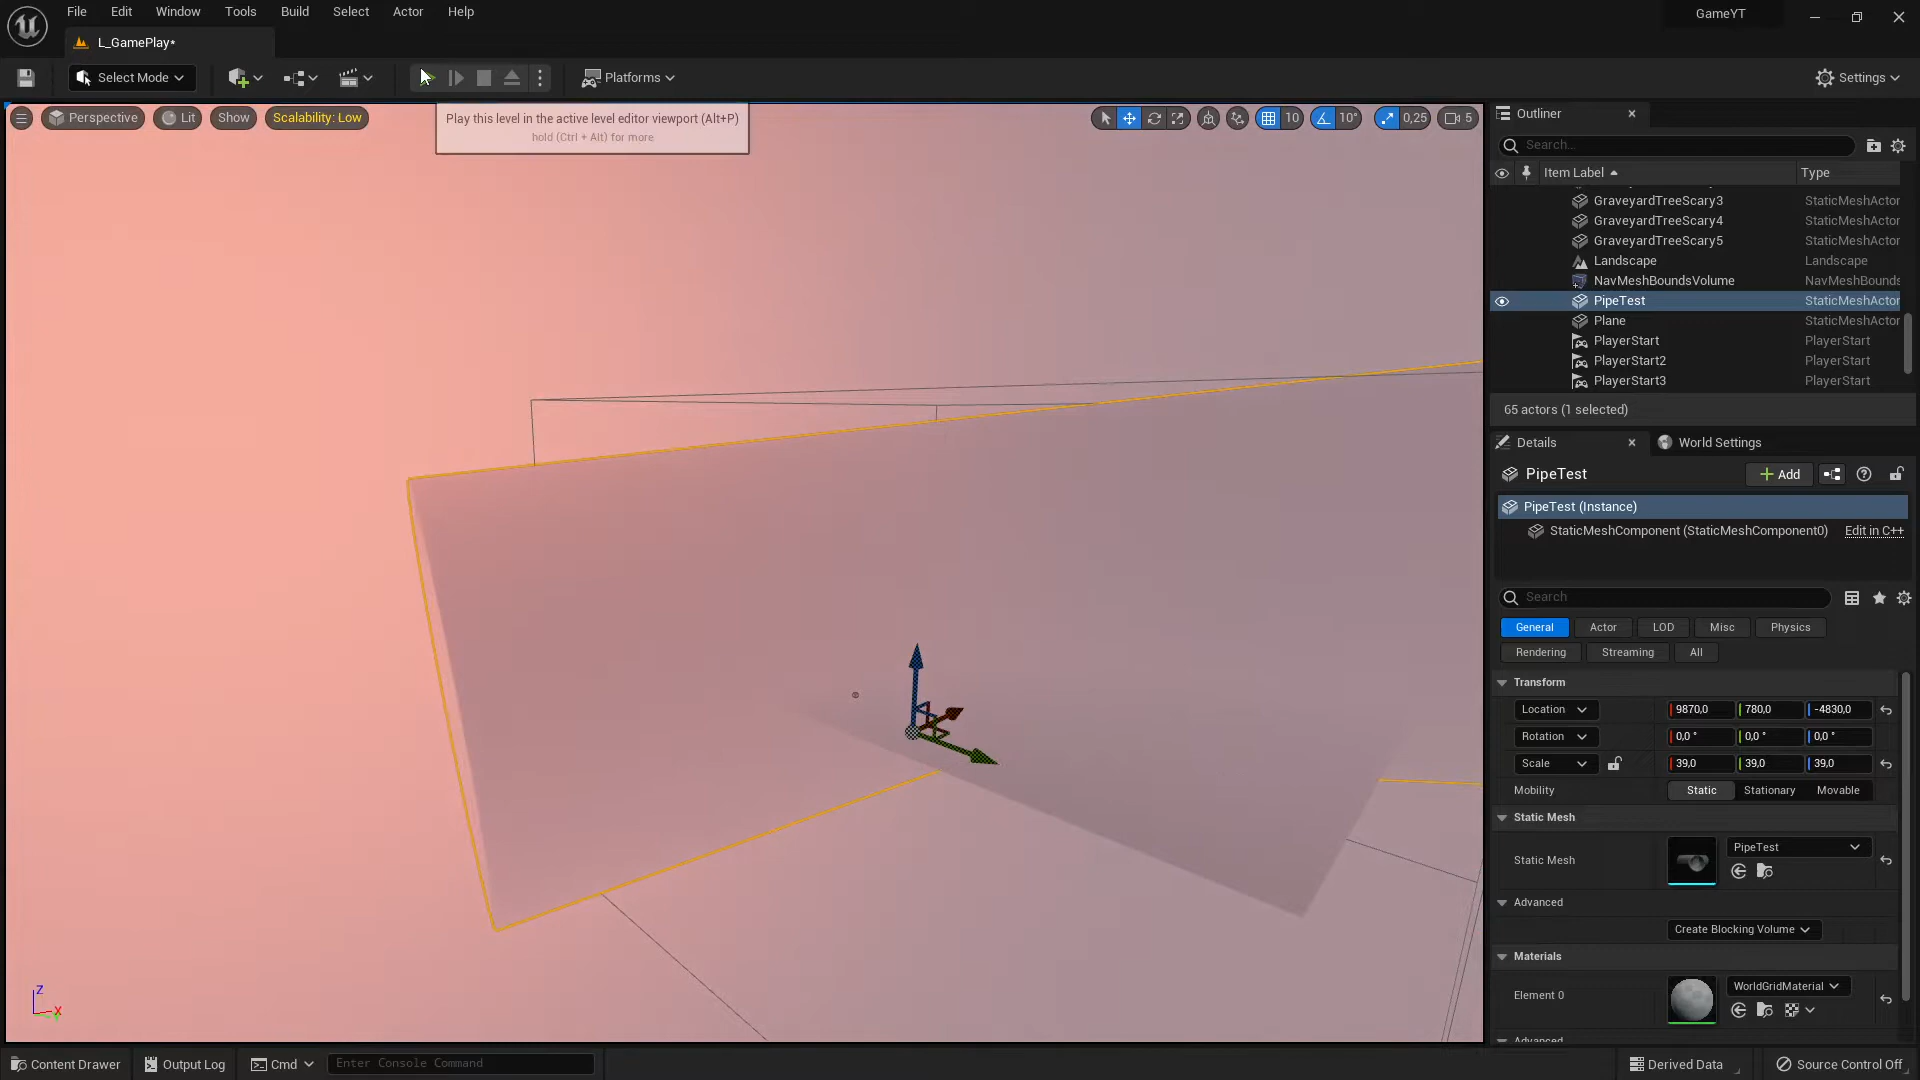 File Edit Window Tools Build Select Actor Help
GameYT
L_GamePlay*
Select Mode
Platforms
Settings
Perspective Lit Show Scalability: Low
10 10° 0,25 5
Play this level in the active level editor viewport (Alt+P)
hold (Ctrl + Alt) for more
Outliner
Search...
Item Label Type
GraveyardTreeScary3 StaticMeshActor
GraveyardTreeScary4 StaticMeshActor
GraveyardTreeScary5 StaticMeshActor
Landscape Landscape
NavMeshBoundsVolume NavMeshBounds
PipeTest StaticMeshActor
Plane StaticMeshActor
PlayerStart PlayerStart
PlayerStart2 PlayerStart
PlayerStart3 PlayerStart
65 actors (1 selected)
Details World Settings
PipeTest Add
PipeTest (Instance)
StaticMeshComponent (StaticMeshComponent0) Edit in C++
Search
General Actor LOD Misc Physics
Rendering Streaming All
Transform
Location 9870,0 780,0 -4830,0
Rotation 0,0 ° 0,0 ° 0,0 °
Scale 39,0 39,0 39,0
Mobility Static Stationary Movable
Static Mesh
Static Mesh PipeTest
Advanced
Create Blocking Volume
Materials
Element 0 WorldGridMaterial
Advanced
Z
X
Y
Content Drawer Output Log Cmd Enter Console Command
Derived Data Source Control Off